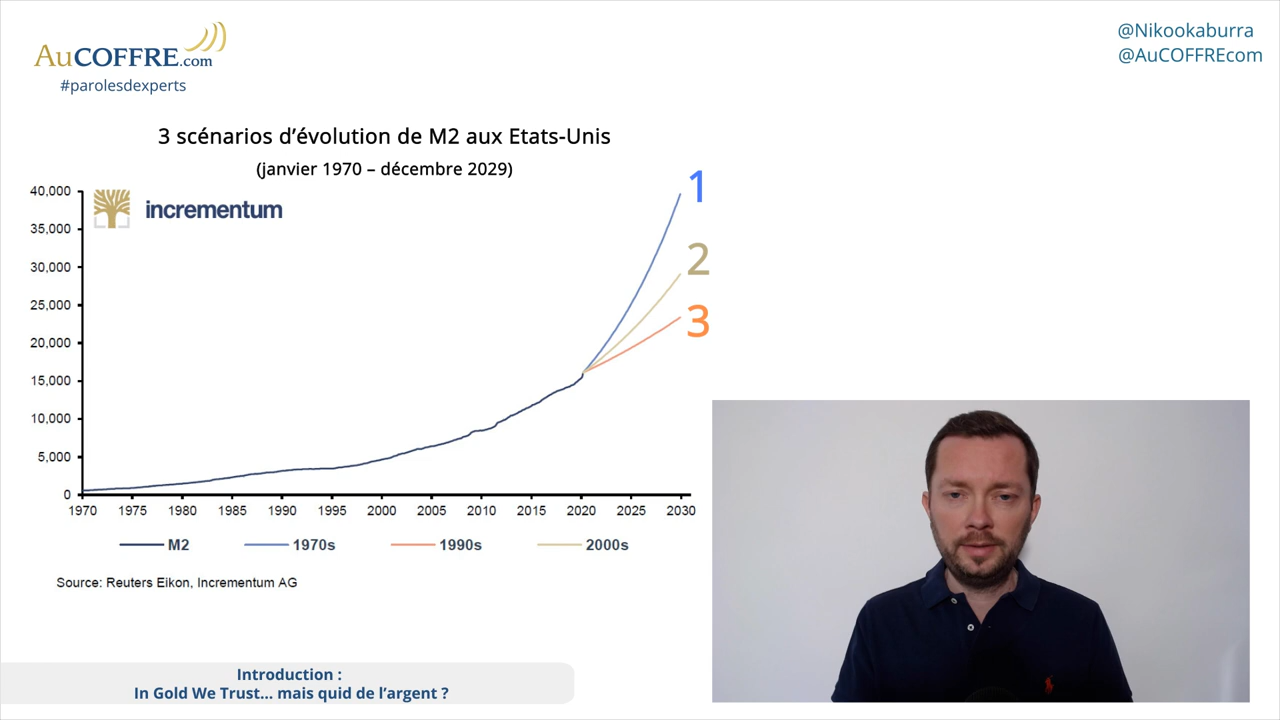 AuCOFFRE.com
#parolesdexperts
@Nikookaburra
@AuCOFFREcom
3 scénarios d’évolution de M2 aux Etats-Unis
(janvier 1970 – décembre 2029)
incrementum
40,000
35,000
30,000
25,000
20,000
15,000
10,000
5,000
0
1
2
3
1970 1975 1980 1985 1990 1995 2000 2005 2010 2015 2020 2025 2030
M2 1970s 1990s 2000s
Source: Reuters Eikon, Incrementum AG
Introduction :
In Gold We Trust... mais quid de l’argent ?